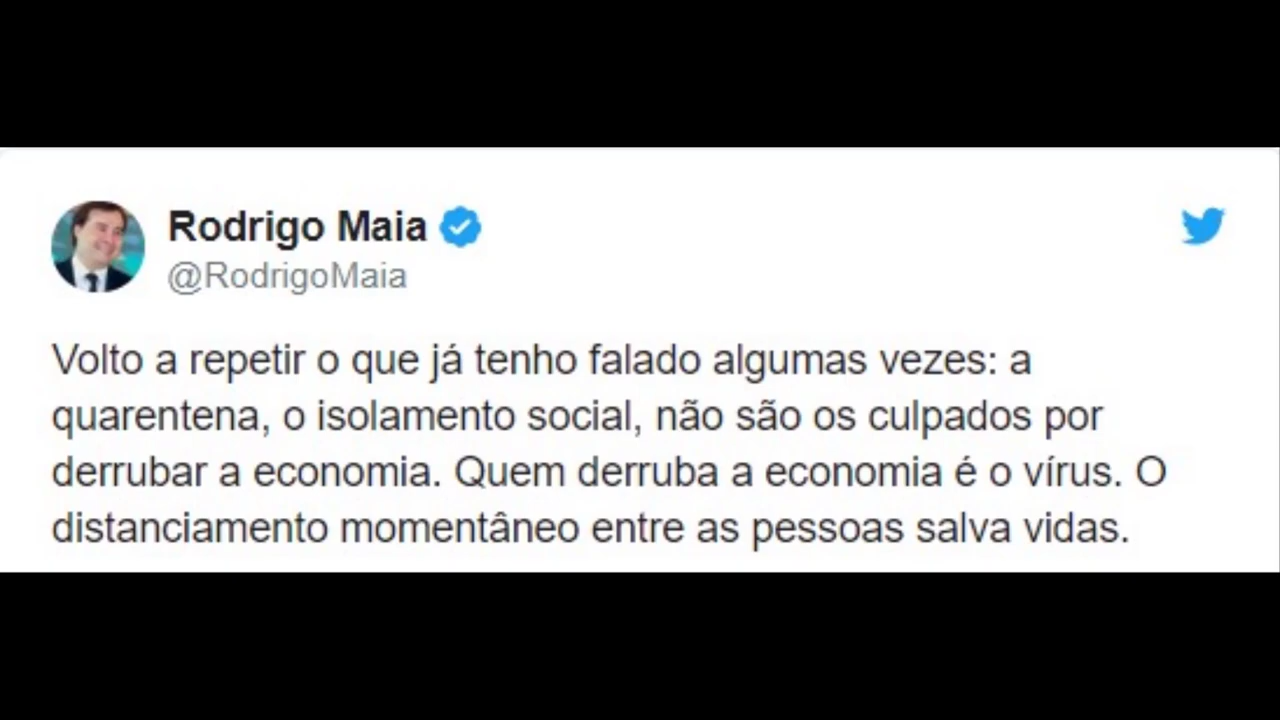 Rodrigo Maia
@RodrigoMaia
Volto a repetir o que já tenho falado algumas vezes: a
quarentena, o isolamento social, não são os culpados por
derrubar a economia. Quem derruba a economia é o vírus. O
distanciamento momentâneo entre as pessoas salva vidas.